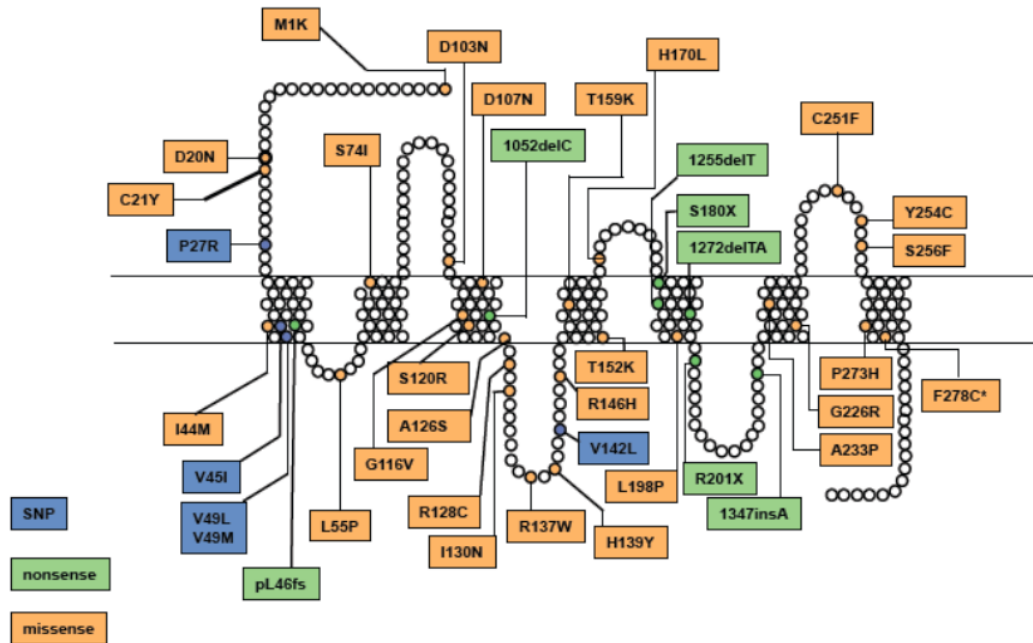 M1K
D103N
H170L
D107N
T159K
C251F
S74I
1052delC
1255delT
D20N
C21Y
S180X
Y254C
P27R
1272delTA
S256F
T152K
P273H
S120R
F278C*
R146H
G226R
A126S
I44M
V142L
A233P
G116V
V45I
L198P
R201X
SNP
V49L
V49M
L55P
R128C
R137W
1347insA
H139Y
I130N
nonsense
pL46fs
missense